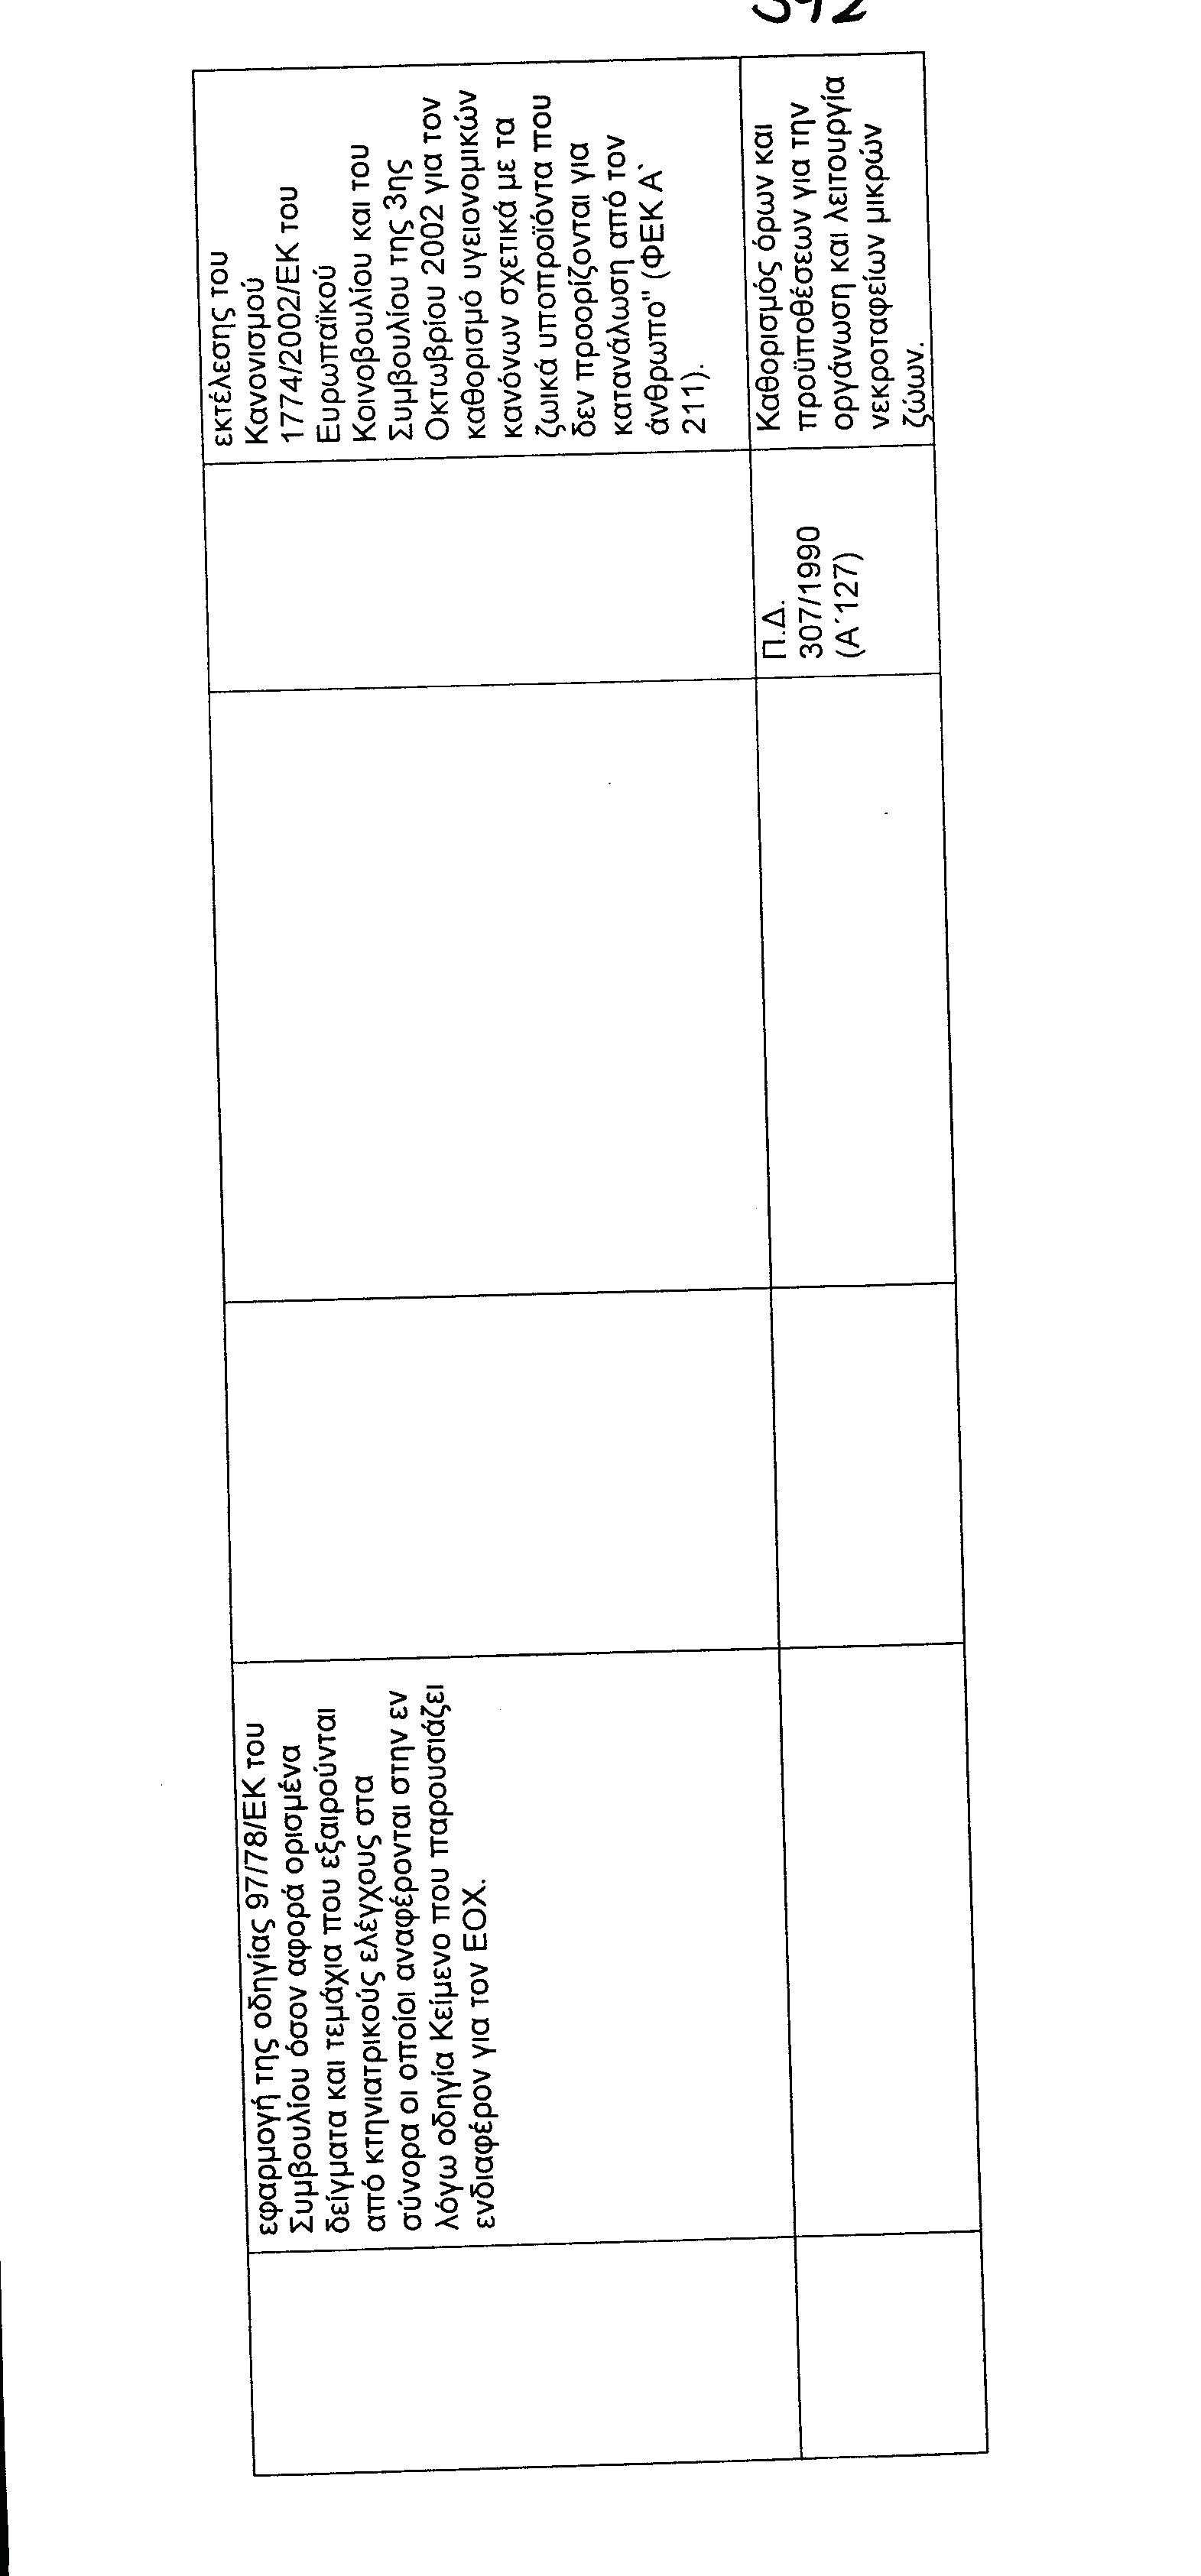 εφαρμογή της οδηγίας 97/78/ΕΚ του
Συμβουλίου όσον αφορά ορισμένα
δείγματα και τεμάχια που εξαιρούνται
από κτηνιατρικούς ελέγχους στα
σύνορα οι οποίοι αναφέρονται στην εν
λόγω οδηγία Κείμενο που παρουσιάζει
ενδιαφέρον για τον ΕΟΧ.
εκτέλεσης του
Κανονισμού
1774/2002/ΕΚ του
Ευρωπαϊκού
Κοινοβουλίου και του
Συμβουλίου της 3ης
Οκτωβρίου 2002 για τον
καθορισμό υγειονομικών
κανόνων σχετικά με τα
ζωικά υποπροϊόντα που
δεν προορίζονται για
κατανάλωση από τον
άνθρωπο" (ΦΕΚ Α`
211).
Π.Δ.
307/1990
(Α΄127)
Καθορισμός όρων και
προϋποθέσεων για την
οργάνωση και λειτουργία
νεκροταφείων μικρών
ζώων.